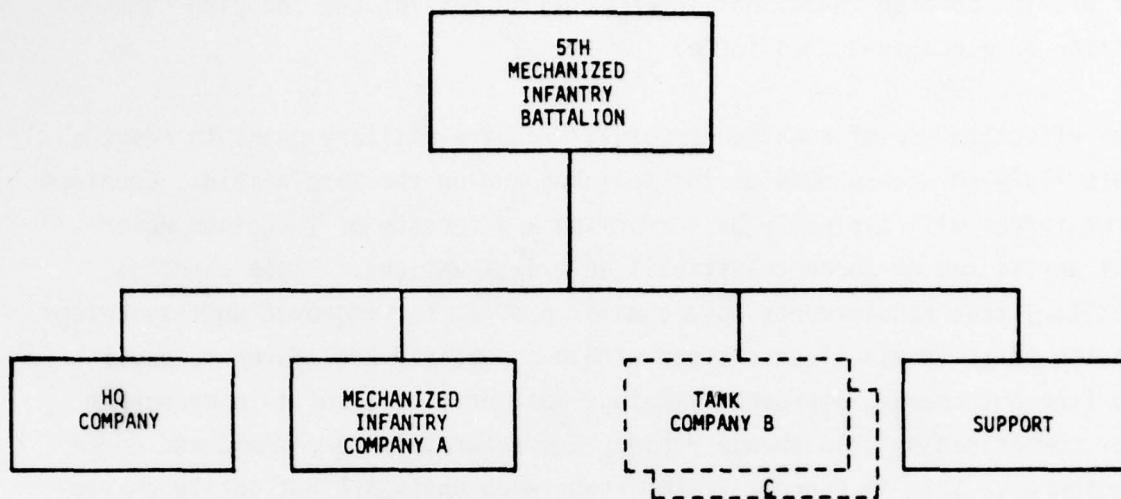 5TH
MECHANIZED
INFANTRY
BATTALION
HQ
COMPANY
MECHANIZED
INFANTRY
COMPANY A
TANK
COMPANY B
C
SUPPORT